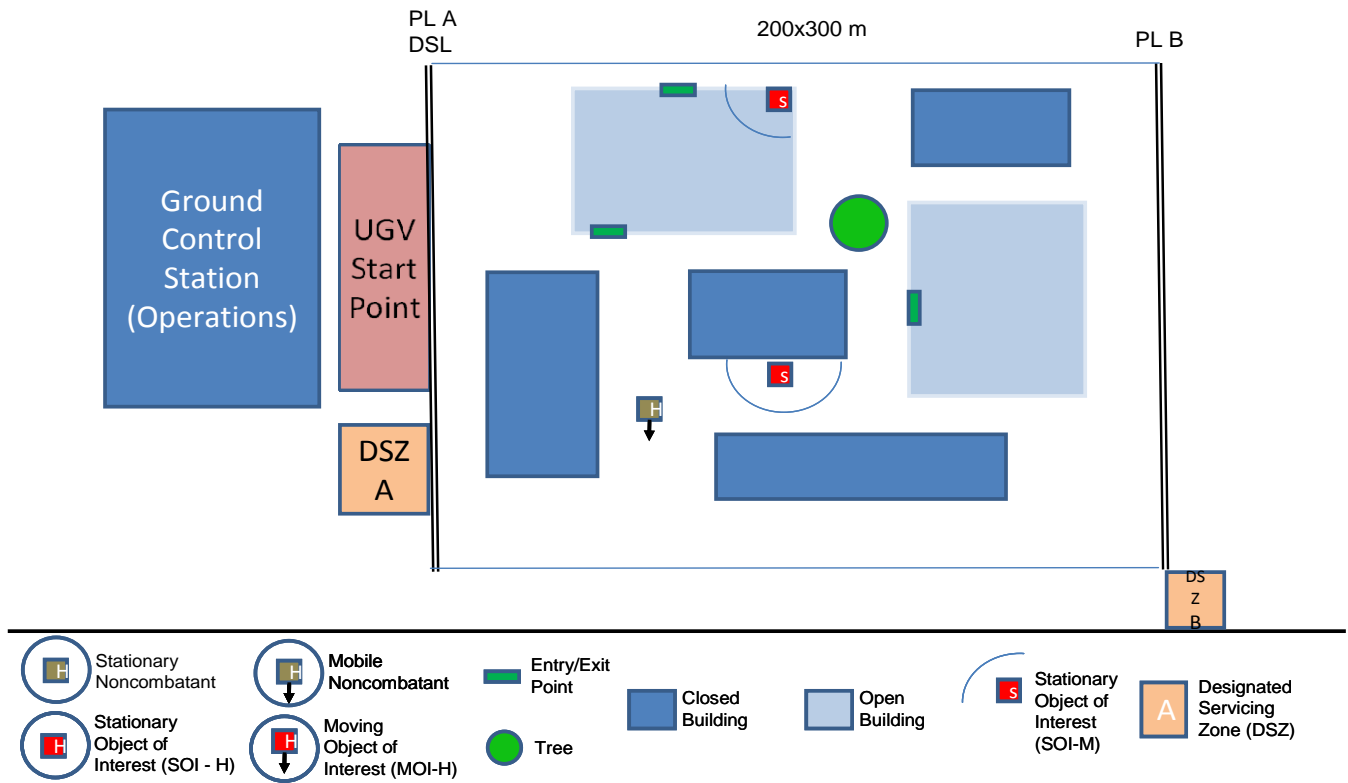 PL A
DSL
200x300 m
PL B
Ground
Control
Station
(Operations)
UGV
Start
Point
DSZ
A
S
S
H
DS
Z
B
H
Stationary
Noncombatant
H
Mobile
Noncombatant
Entry/Exit
Point
Closed
Building
Open
Building
S
Stationary
Object of
Interest
(SOI-M)
A
Designated
Servicing
Zone (DSZ)
H
Stationary
Object of
Interest (SOI - H)
H
Moving
Object of
Interest (MOI-H)
Tree